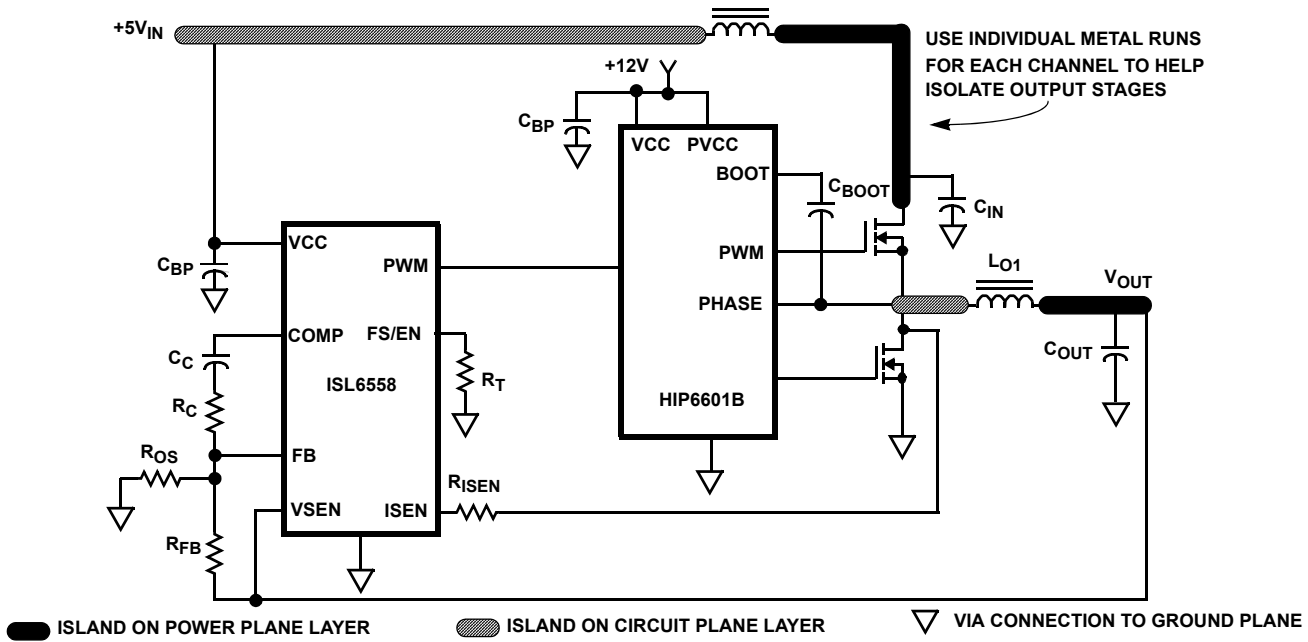 +5VIN
USE INDIVIDUAL METAL RUNS
FOR EACH CHANNEL TO HELP
ISOLATE OUTPUT STAGES
+12V
CBP
VCC
PVCC
BOOT
CBOOT
CIN
PWM
PHASE
HIP6601B
LO1
VOUT
COUT
VCC
CBP
PWM
COMP
FS/EN
CC
RT
ISL6558
RC
FB
ROS
RISEN
VSEN
ISEN
RFB
ISLAND ON POWER PLANE LAYER
ISLAND ON CIRCUIT PLANE LAYER
VIA CONNECTION TO GROUND PLANE